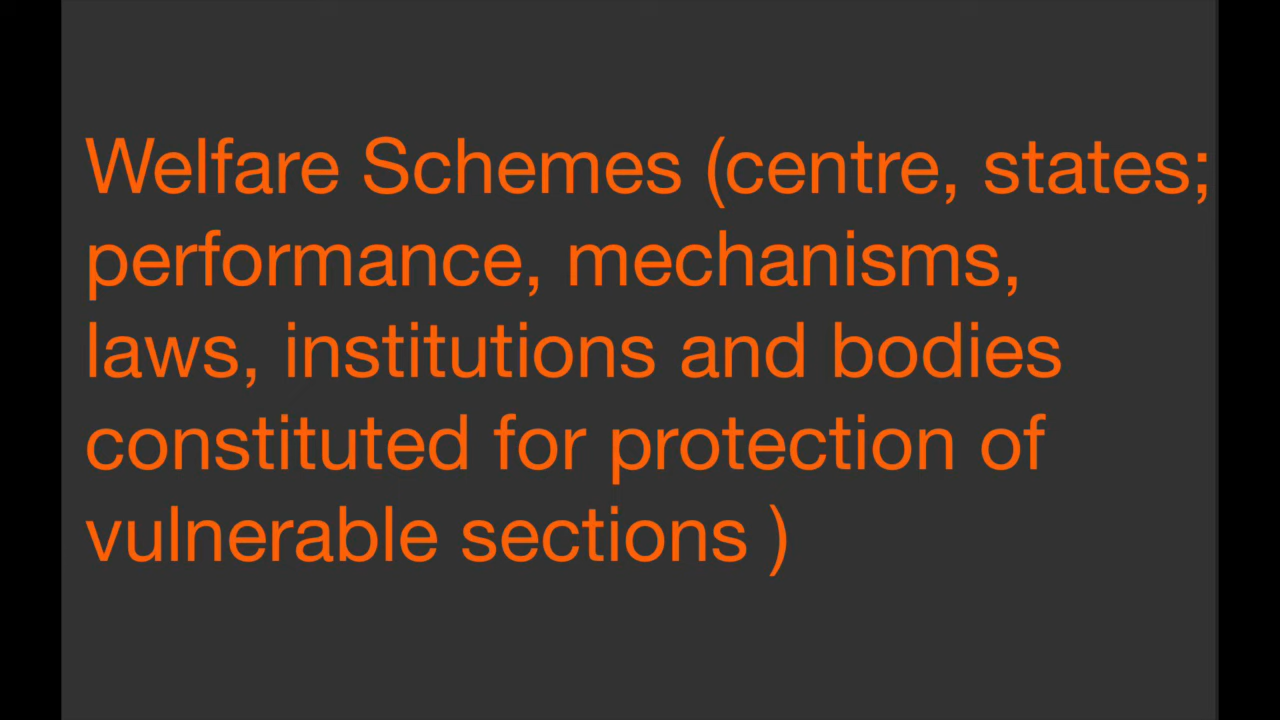 Welfare Schemes (centre, states;
performance, mechanisms,
laws, institutions and bodies
constituted for protection of
vulnerable sections )